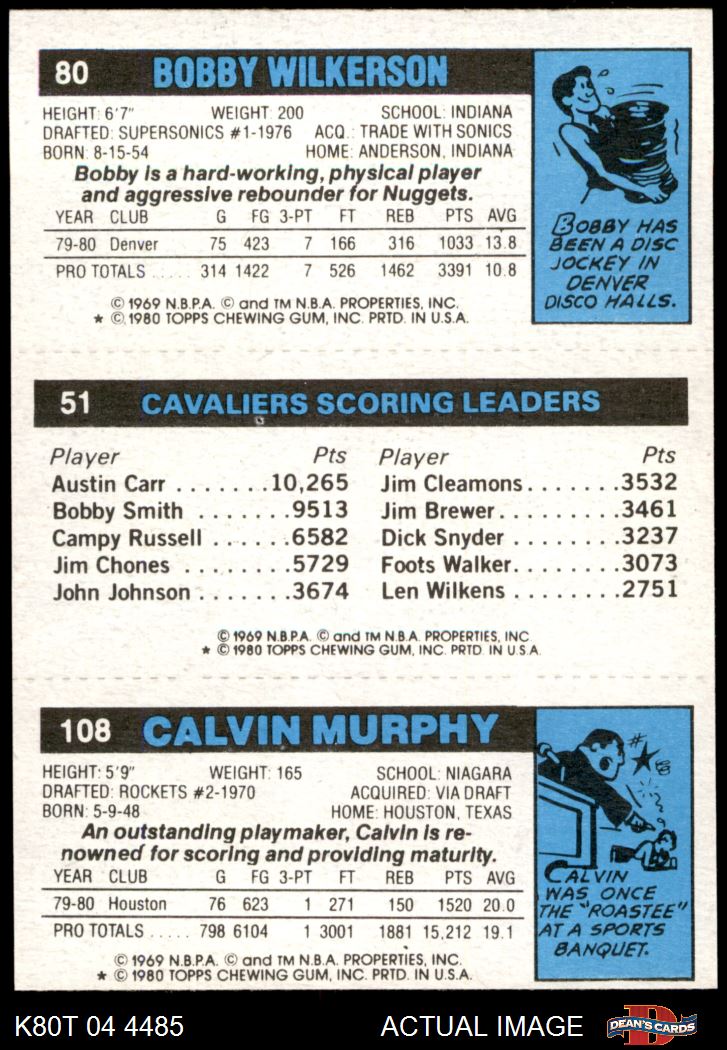 80 BOBBY WILKERSON
HEIGHT: 6'7" WEIGHT: 200 SCHOOL: INDIANA
DRAFTED: SUPERSONICS #1-1976 ACQ.: TRADE WITH SONICS
BORN: 8-15-54 HOME: ANDERSON, INDIANA
Bobby is a hard-working, physical player
and aggressive rebounder for Nuggets.
YEAR CLUB G FG 3-PT FT REB PTS AVG
79-80 Denver 75 423 7 166 316 1033 13.8
PRO TOTALS ..... 314 1422 7 526 1462 3391 10.8
© 1969 N.B.P.A. © and TM N.B.A. PROPERTIES, INC.
* © 1980 TOPPS CHEWING GUM, INC. PRTD. IN U.S.A.
BOBBY HAS
BEEN A DISC
JOCKEY IN
DENVER
DISCO HALLS.
51 CAVALIERS SCORING LEADERS
Player Pts Player Pts
Austin Carr .......10,265 Jim Cleamons.......3532
Bobby Smith .......9513 Jim Brewer.......3461
Campy Russell ......6582 Dick Snyder .......3237
Jim Chones .......5729 Foots Walker.......3073
John Johnson .......3674 Len Wilkens .......2751
© 1969 N.B.P.A. © and TM N.B.A. PROPERTIES, INC
* © 1980 TOPPS CHEWING GUM, INC. PRTD IN U.S.A.
108 CALVIN MURPHY
HEIGHT: 5'9" WEIGHT: 165 SCHOOL: NIAGARA
DRAFTED: ROCKETS #2-1970 ACQUIRED: VIA DRAFT
BORN: 5-9-48 HOME: HOUSTON, TEXAS
An outstanding playmaker, Calvin is re-
nowned for scoring and providing maturity.
YEAR CLUB G FG 3-PT FT REB PTS AVG
79-80 Houston 76 623 1 271 150 1520 20.0
PRO TOTALS ..... 798 6104 1 3001 1881 15,212 19.1
© 1969 N.B.P.A. © and TM N.B.A. PROPERTIES, INC.
* © 1980 TOPPS CHEWING GUM, INC. PRTD. IN U.S.A.
CALVIN
WAS ONCE
THE "ROASTEE"
AT A SPORTS
BANQUET.
K80T 04 4485 ACTUAL IMAGE DEAN'S CARDS